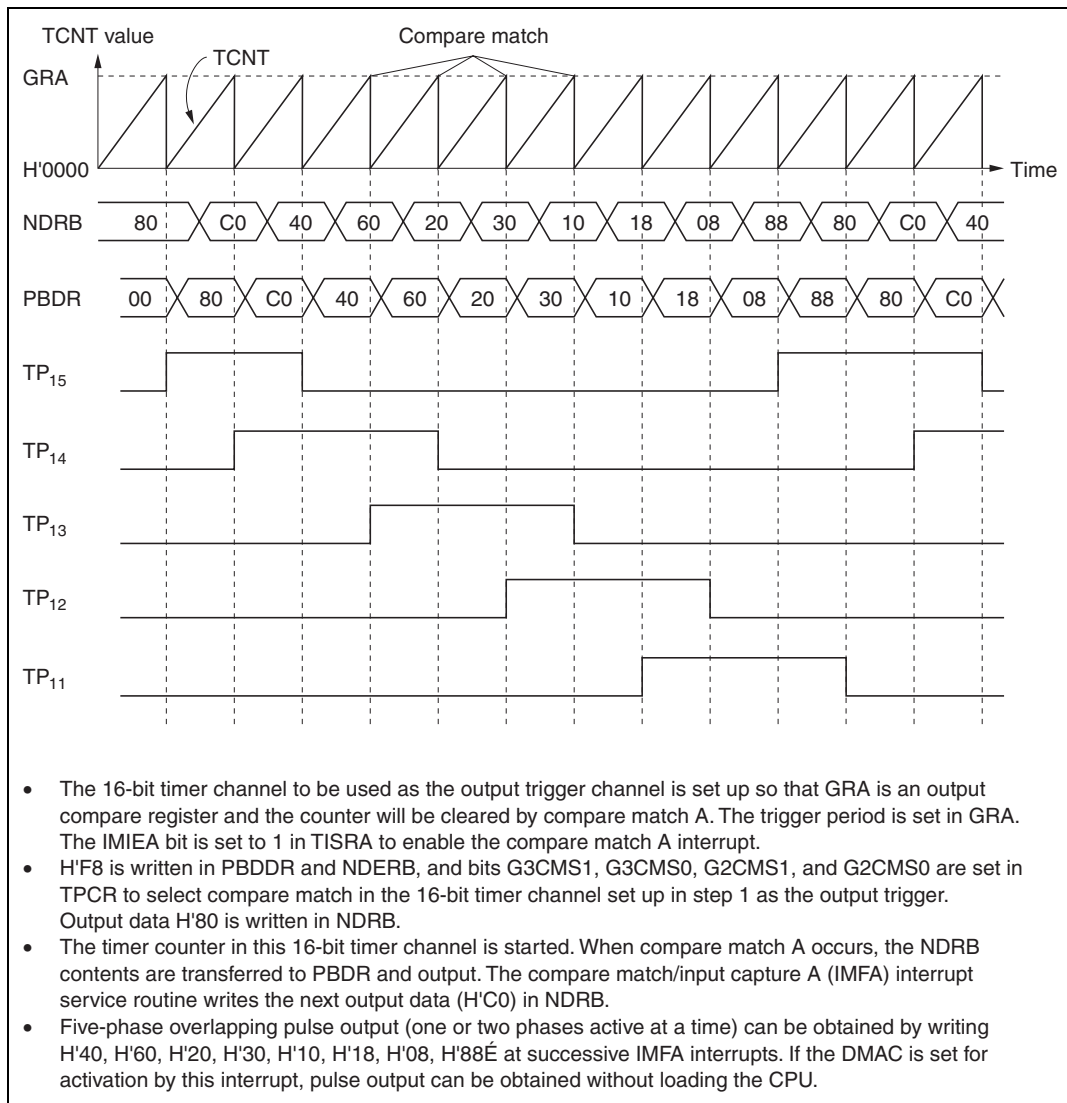 TCNT value
Compare match
TCNT
GRA
H'0000
Time
NDRB 80 C0 40 60 20 30 10 18 08 88 80 C0 40
PBDR 00 80 C0 40 60 20 30 10 18 08 88 80 C0
TP15
TP14
TP13
TP12
TP11
• The 16-bit timer channel to be used as the output trigger channel is set up so that GRA is an output
compare register and the counter will be cleared by compare match A. The trigger period is set in GRA.
The IMIEA bit is set to 1 in TISRA to enable the compare match A interrupt.
• H'F8 is written in PBDDR and NDERB, and bits G3CMS1, G3CMS0, G2CMS1, and G2CMS0 are set in
TPCR to select compare match in the 16-bit timer channel set up in step 1 as the output trigger.
Output data H'80 is written in NDRB.
• The timer counter in this 16-bit timer channel is started. When compare match A occurs, the NDRB
contents are transferred to PBDR and output. The compare match/input capture A (IMFA) interrupt
service routine writes the next output data (H'C0) in NDRB.
• Five-phase overlapping pulse output (one or two phases active at a time) can be obtained by writing
H'40, H'60, H'20, H'30, H'10, H'18, H'08, H'88É at successive IMFA interrupts. If the DMAC is set for
activation by this interrupt, pulse output can be obtained without loading the CPU.